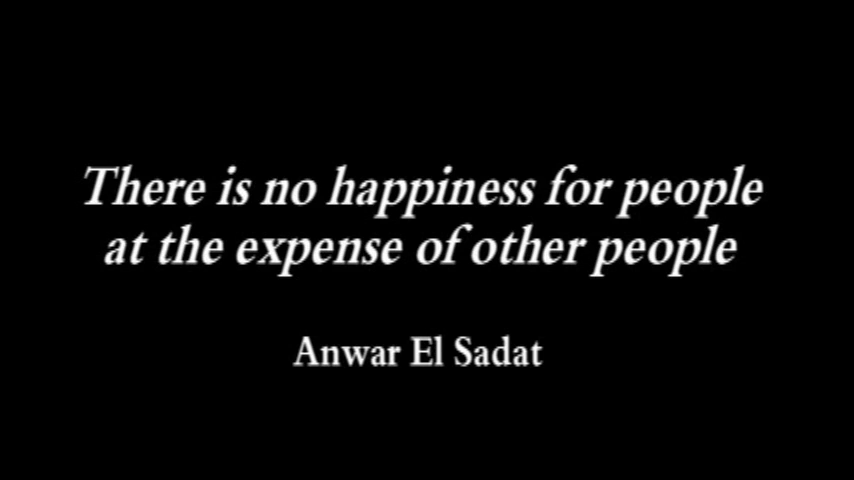 There is no happiness for people
at the expense of other people
Anwar El Sadat